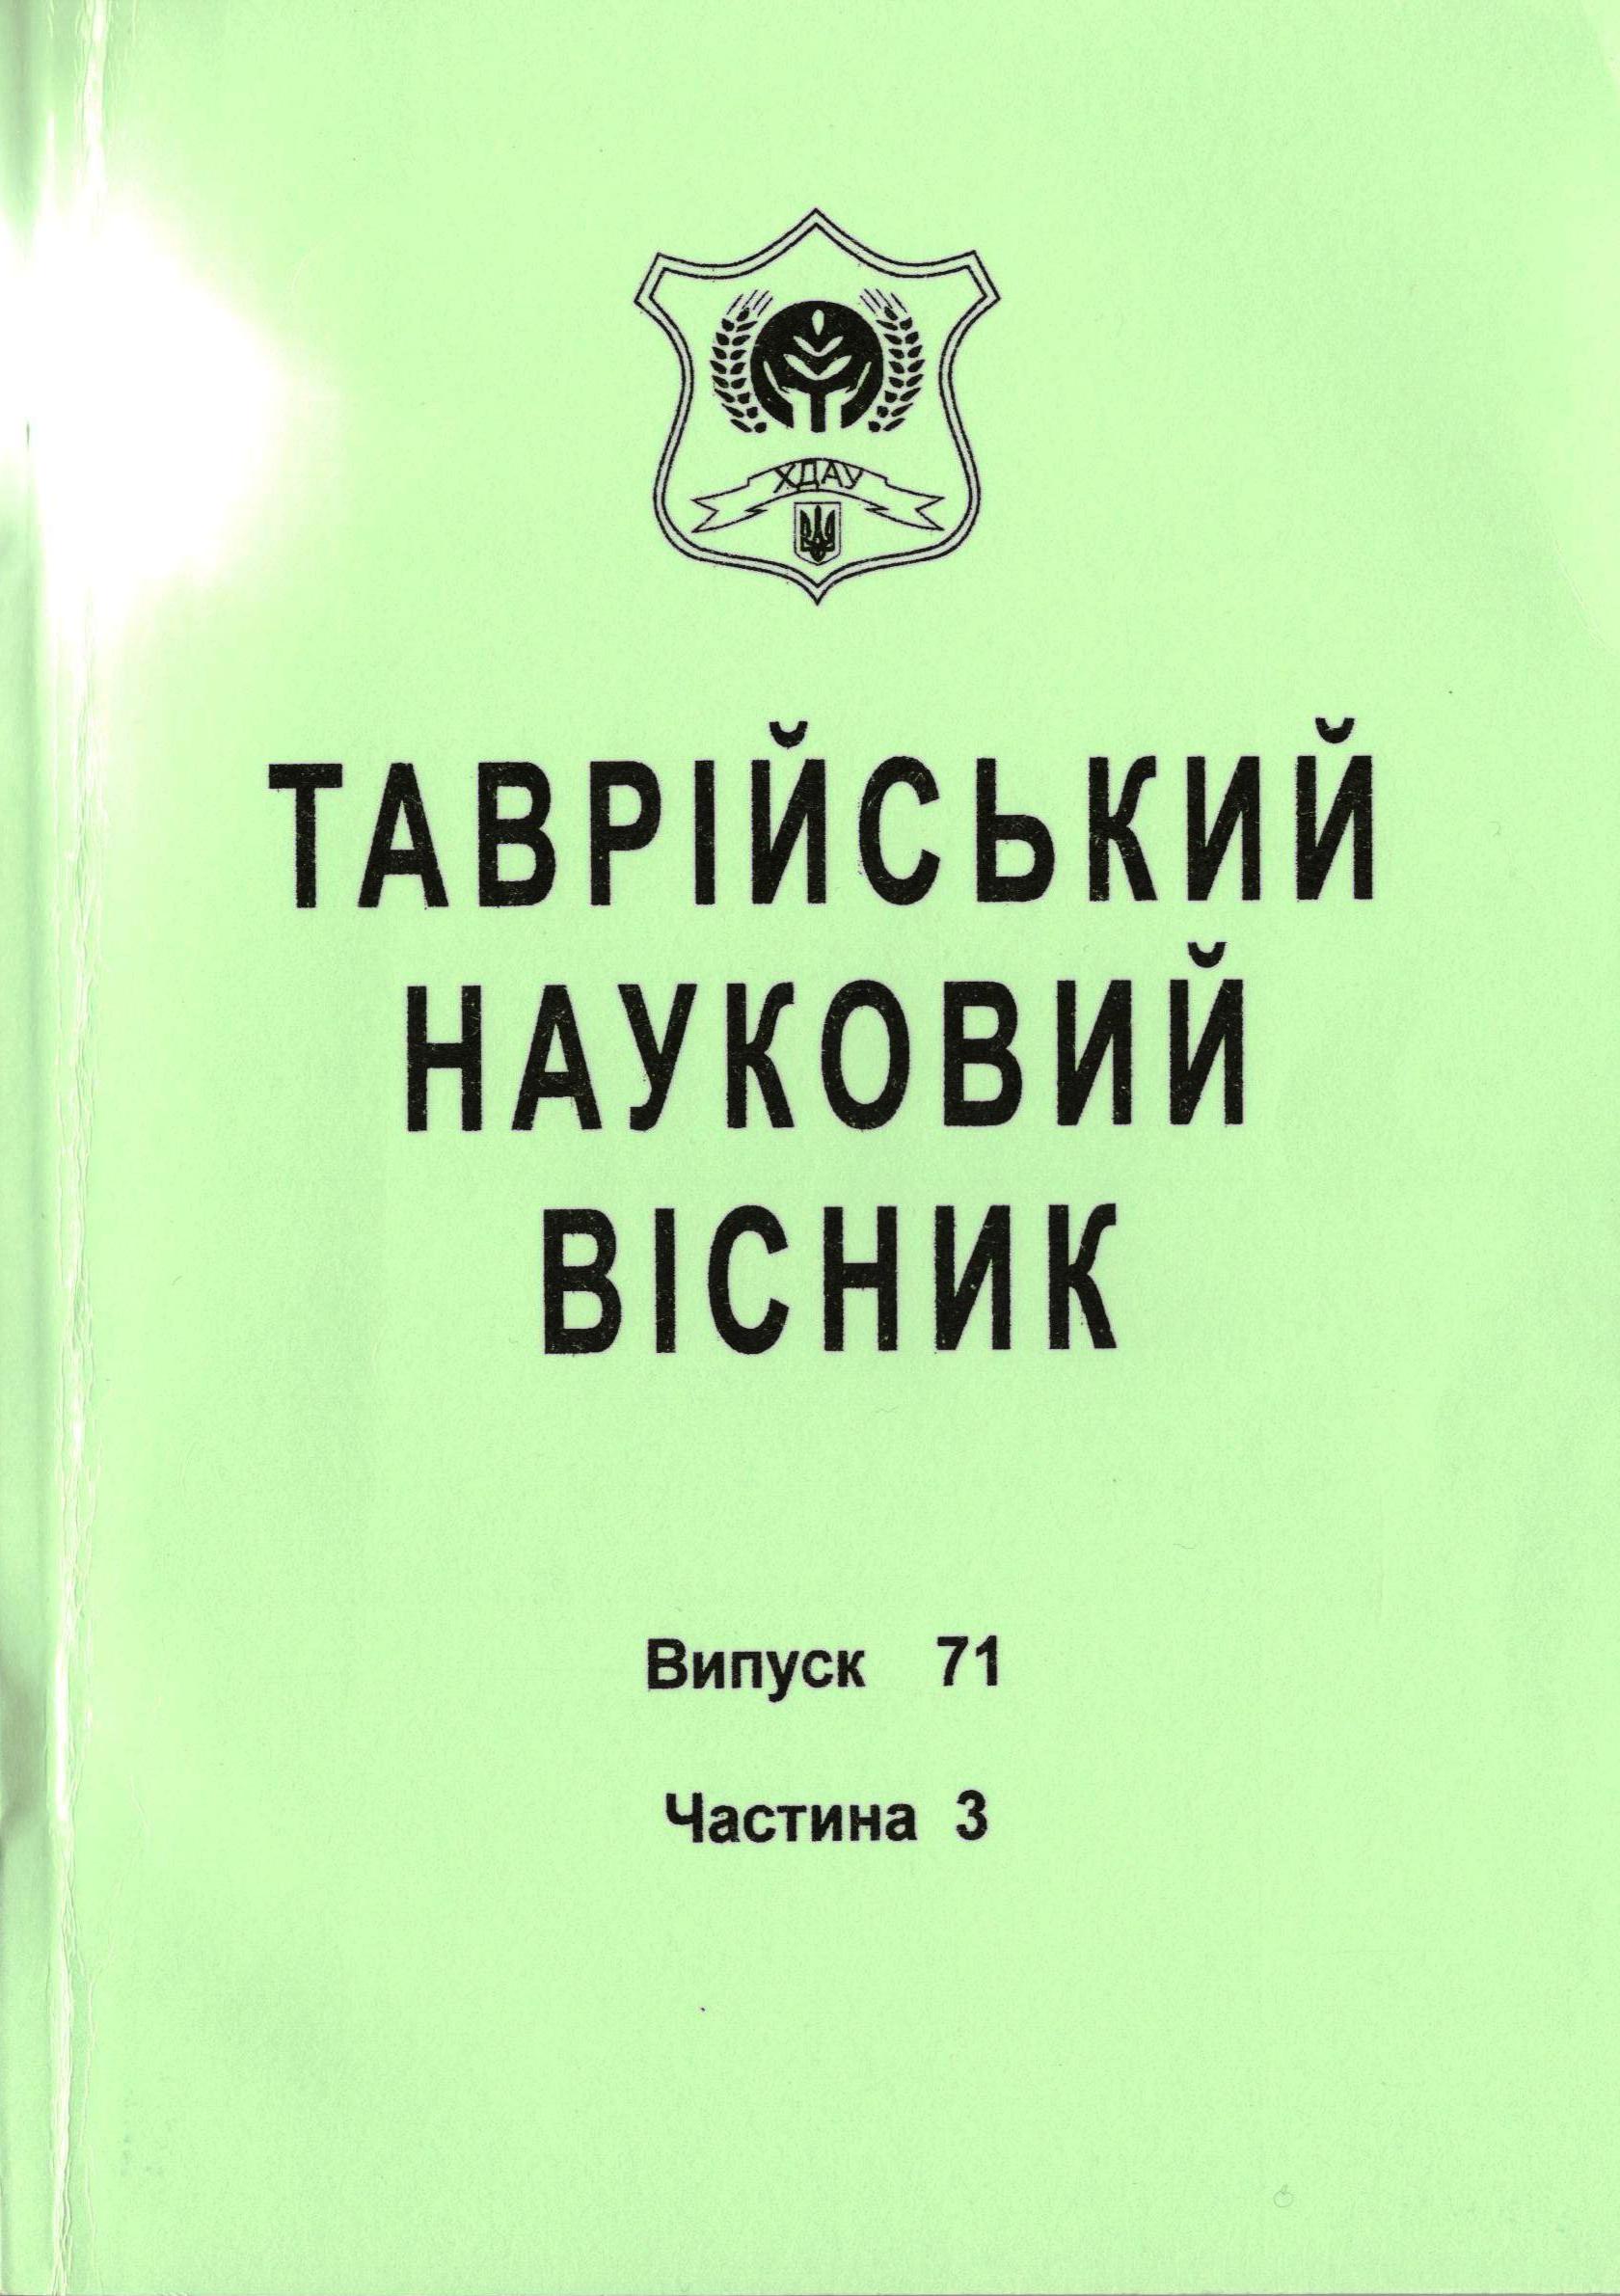 ХДАУ
ТАВРІЙСЬКИЙ
НАУКОВИЙ
ВІСНИК
Випуск 71
Частина 3